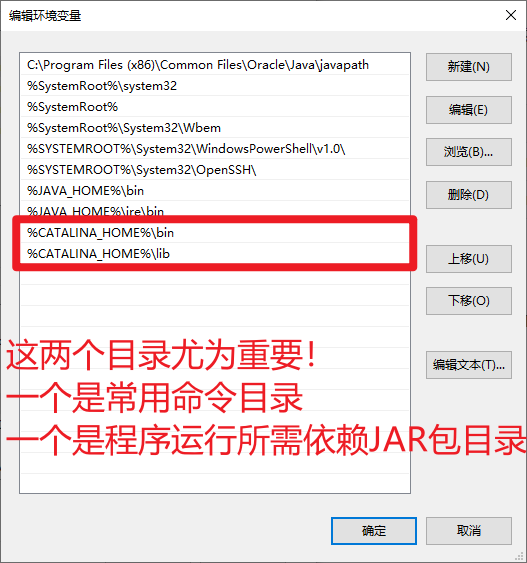 编辑环境变量
C:\Program Files (x86)\Common Files\Oracle\Java\javapath
%SystemRoot%\system32
%SystemRoot%
%SystemRoot%\System32\Wbem
%SYSTEMROOT%\System32\WindowsPowerShell\v1.0\
%SYSTEMROOT%\System32\OpenSSH\
%JAVA_HOME%\bin
%JAVA_HOME%\jre\bin
%CATALINA_HOME%\bin
%CATALINA_HOME%\lib
新建(N)
编辑(E)
浏览(B)...
删除(D)
上移(U)
下移(O)
编辑文本(T)...
这两个目录尤为重要！
一个是常用命令目录
一个是程序运行所需依赖JAR包目录
确定
取消